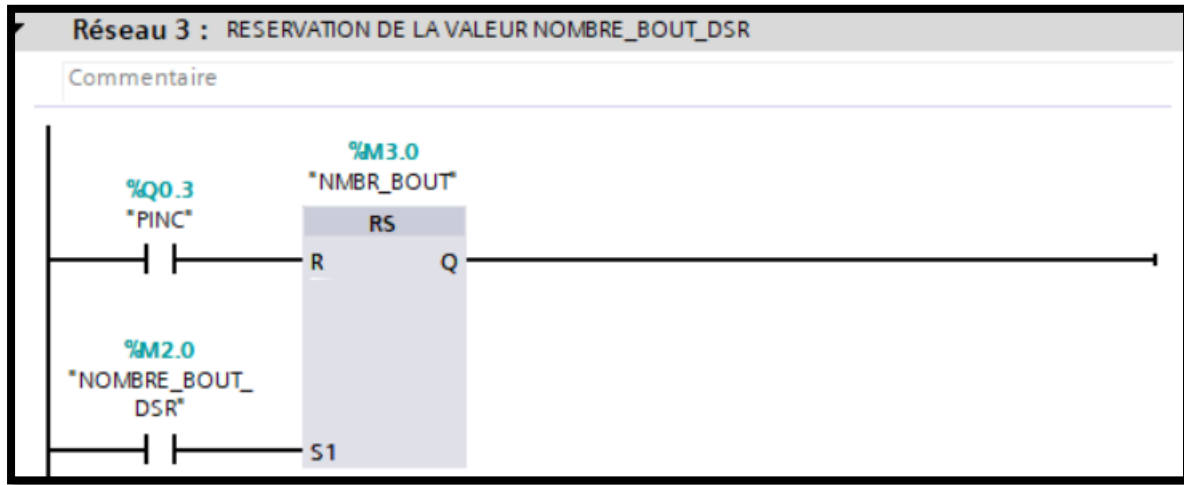 Réseau 3 : RESERVATION DE LA VALEUR NOMBRE_BOUT_DSR
Commentaire
%M3.0
"NMBR_BOUT"
%Q0.3
"PINC"
RS
R Q
%M2.0
"NOMBRE_BOUT_
DSR"
S1